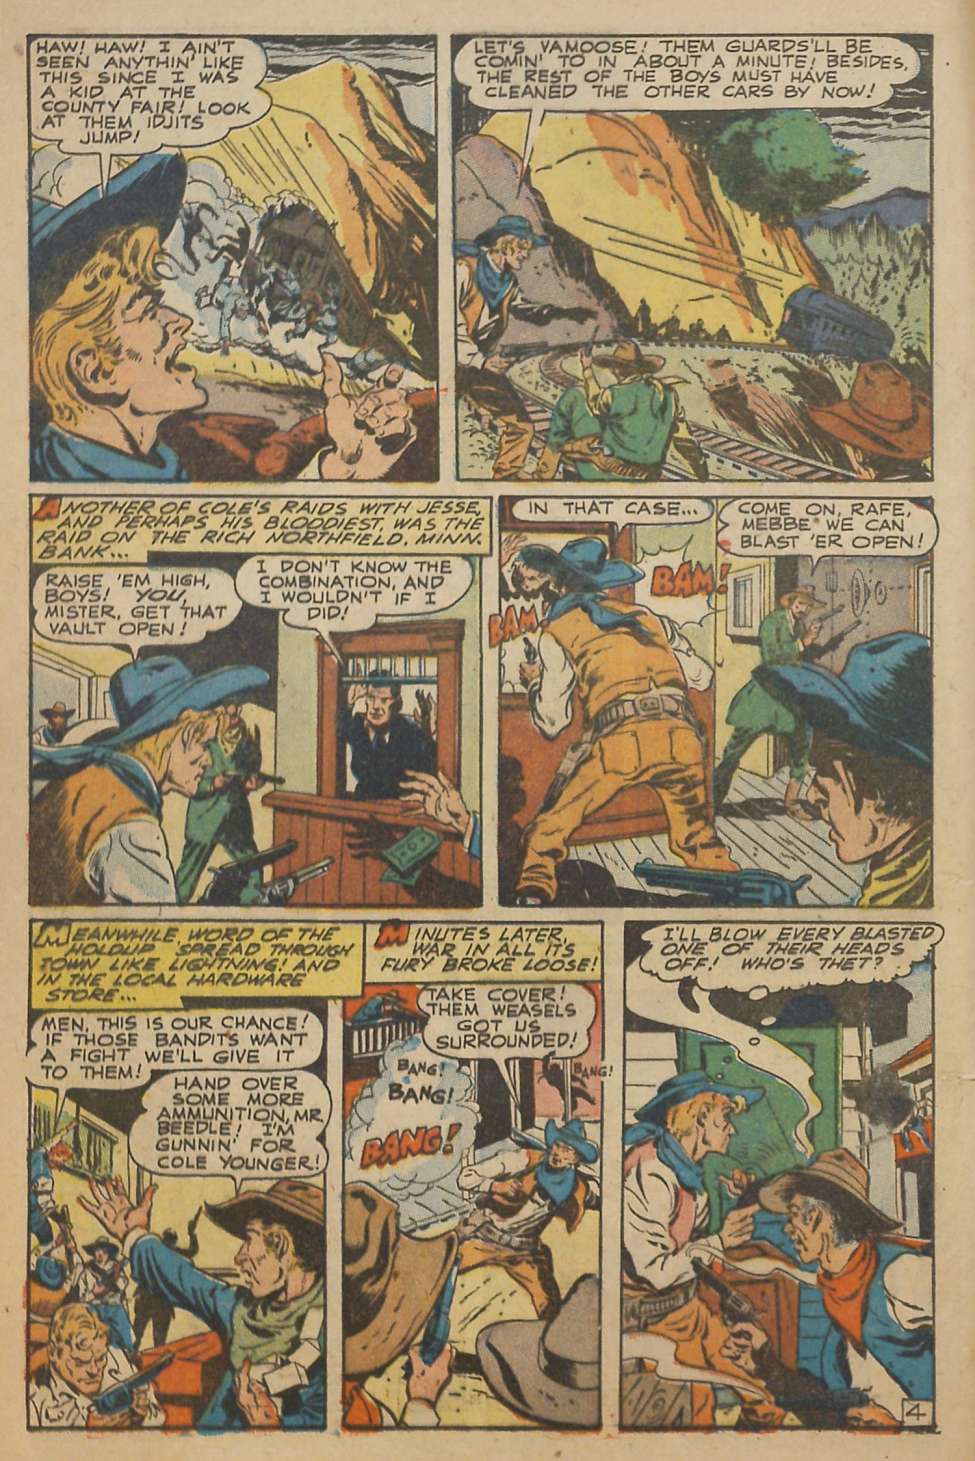 HAW! HAW! I AIN'T
SEEN ANYTHIN' LIKE
THIS SINCE I WAS
A KID AT THE
COUNTY FAIR! LOOK
AT THEM IDJITS
JUMP!
LET'S VAMOOSE! THEM GUARDS'LL BE
COMIN' TO IN ABOUT A MINUTE! BESIDES,
THE REST OF THE BOYS MUST HAVE
CLEANED THE OTHER CARS BY NOW!
ANOTHER OF COLE'S RAIDS WITH JESSE,
AND PERHAPS HIS BLOODIEST, WAS THE
RAID ON THE RICH NORTHFIELD, MINN.
BANK...
RAISE 'EM HIGH,
BOYS! YOU,
MISTER, GET THAT
VAULT OPEN!
I DON'T KNOW THE
COMBINATION, AND
I WOULDN'T IF I
DID!
IN THAT CASE...
BAM!
BAM!
COME ON, RAFE,
MEBBE WE CAN
BLAST 'ER OPEN!
MEANWHILE, WORD OF THE
HOLDUP SPREAD THROUGH
TOWN LIKE LIGHTNING! AND
IN THE LOCAL HARDWARE
STORE...
MEN, THIS IS OUR CHANCE!
IF THOSE BANDITS WANT
A FIGHT WE'LL GIVE IT
TO THEM!
HAND OVER
SOME MORE
AMMUNITION, MR.
BEEDLE! I'M
GUNNIN' FOR
COLE YOUNGER!
MINUTES LATER,
WAR IN ALL IT'S
FURY BROKE LOOSE!
TAKE COVER!
THEM WEASELS
GOT US
SURROUNDED!
BANG!
BANG!
BANG!
BANG!
I'LL BLOW EVERY BLASTED
ONE OF THEIR HEADS
OFF! WHO'S THET?
4